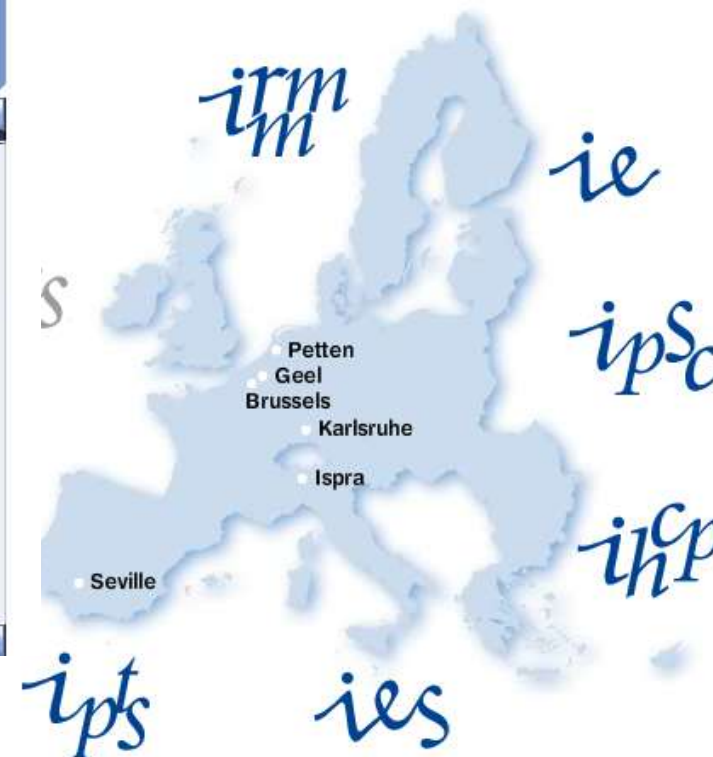 irmm
ie
s
ipsc
Petten
Geel
Brussels
Karlsruhe
Ispra
ihcp
Seville
ipts
ies